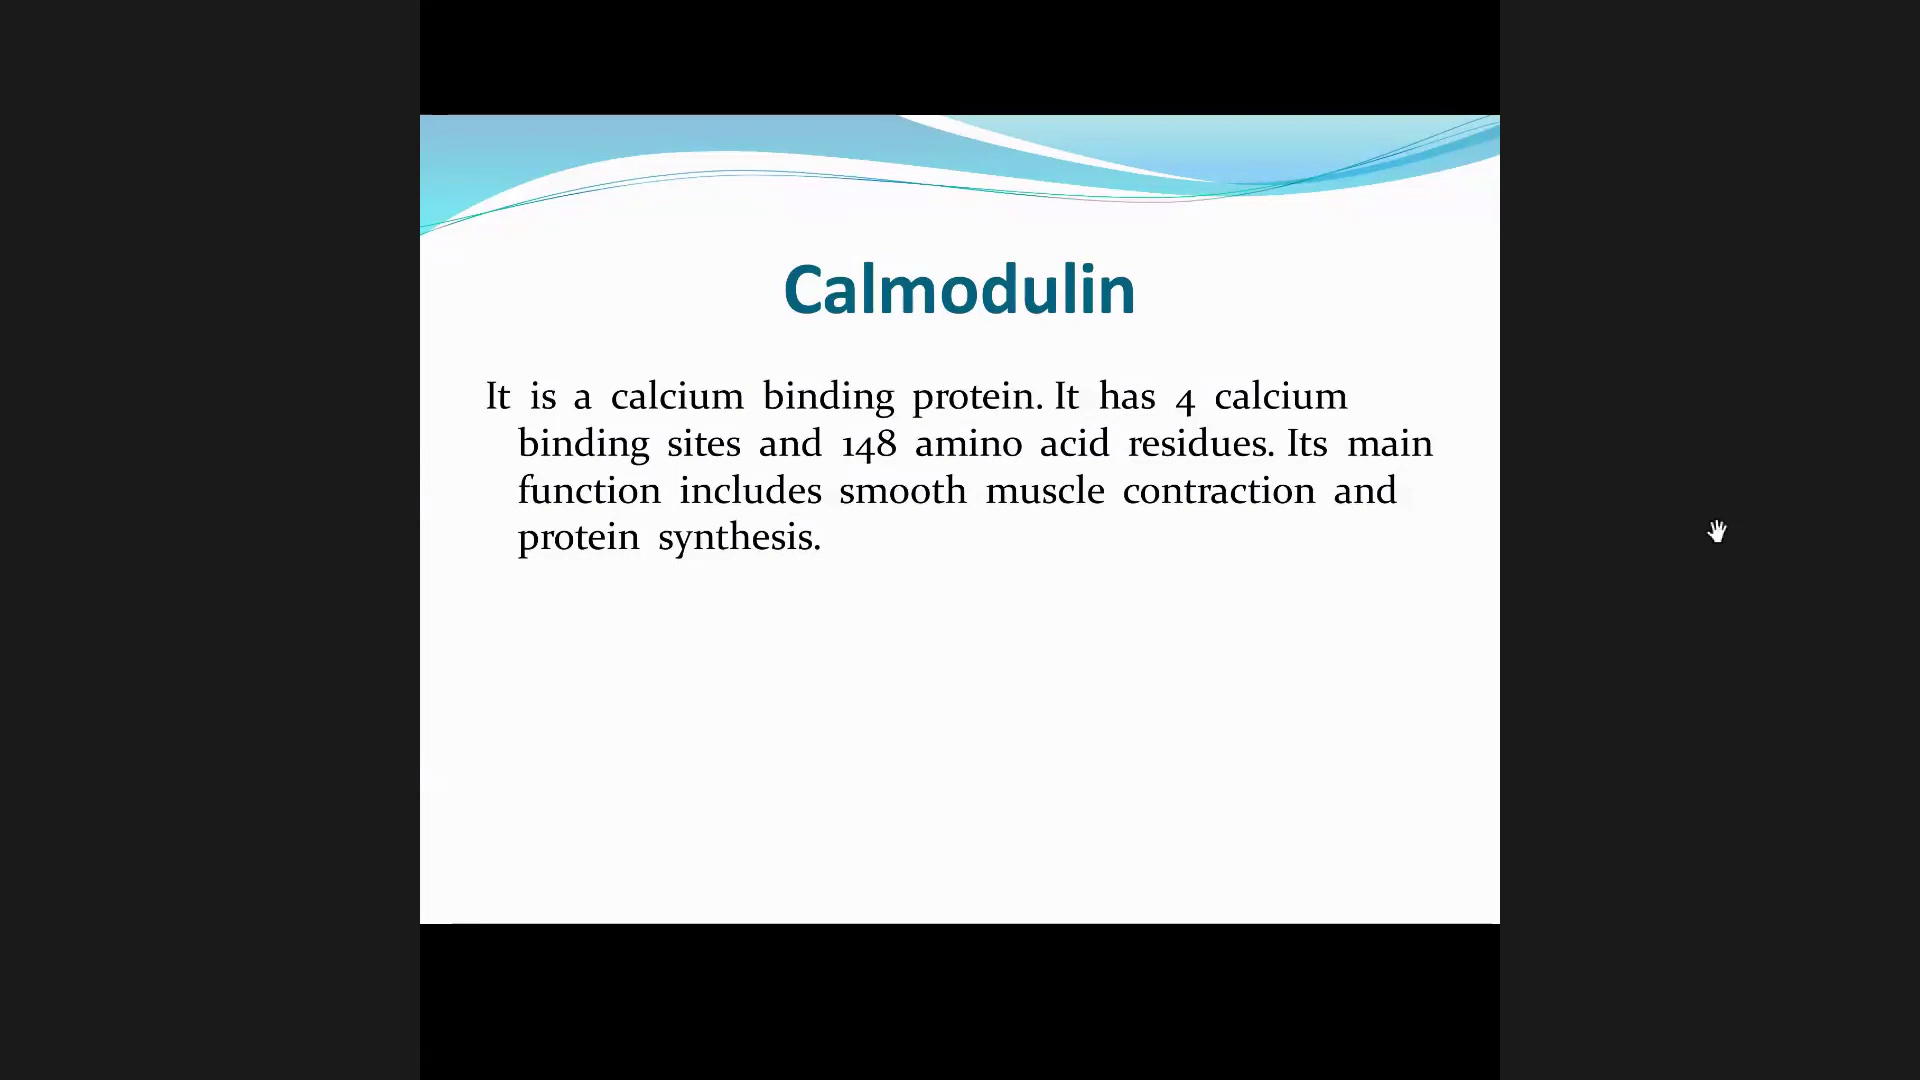 Calmodulin
It is a calcium binding protein. It has 4 calcium
binding sites and 148 amino acid residues. Its main
function includes smooth muscle contraction and
protein synthesis.